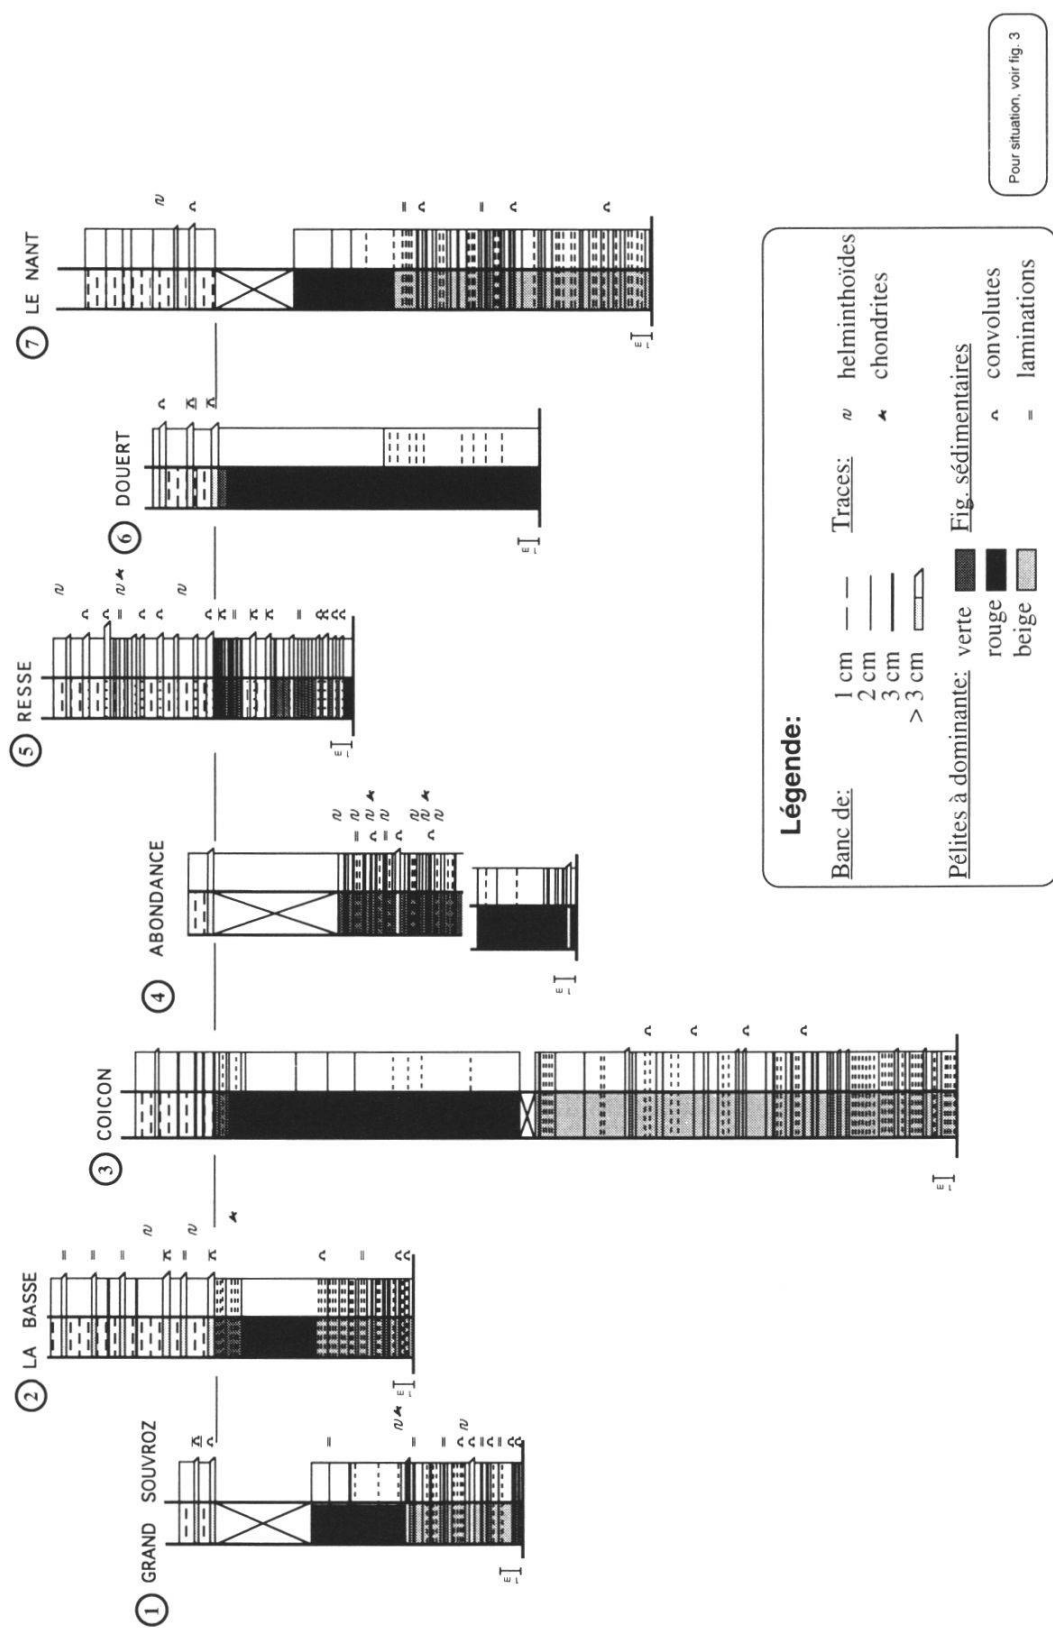 1 GRAND SOUVROZ
2 LA BASSE
3 COICON
4 ABONDANCE
5 RESSE
6 DOUERT
7 LE NANT
Légende:
Banc de:
1 cm
2 cm
3 cm
> 3 cm
Traces:
helminthoïdes
chondrites
Pélites à dominante:
verte
rouge
beige
Fig. sédimentaires
convolutes
laminations
Pour situation, voir fig. 3